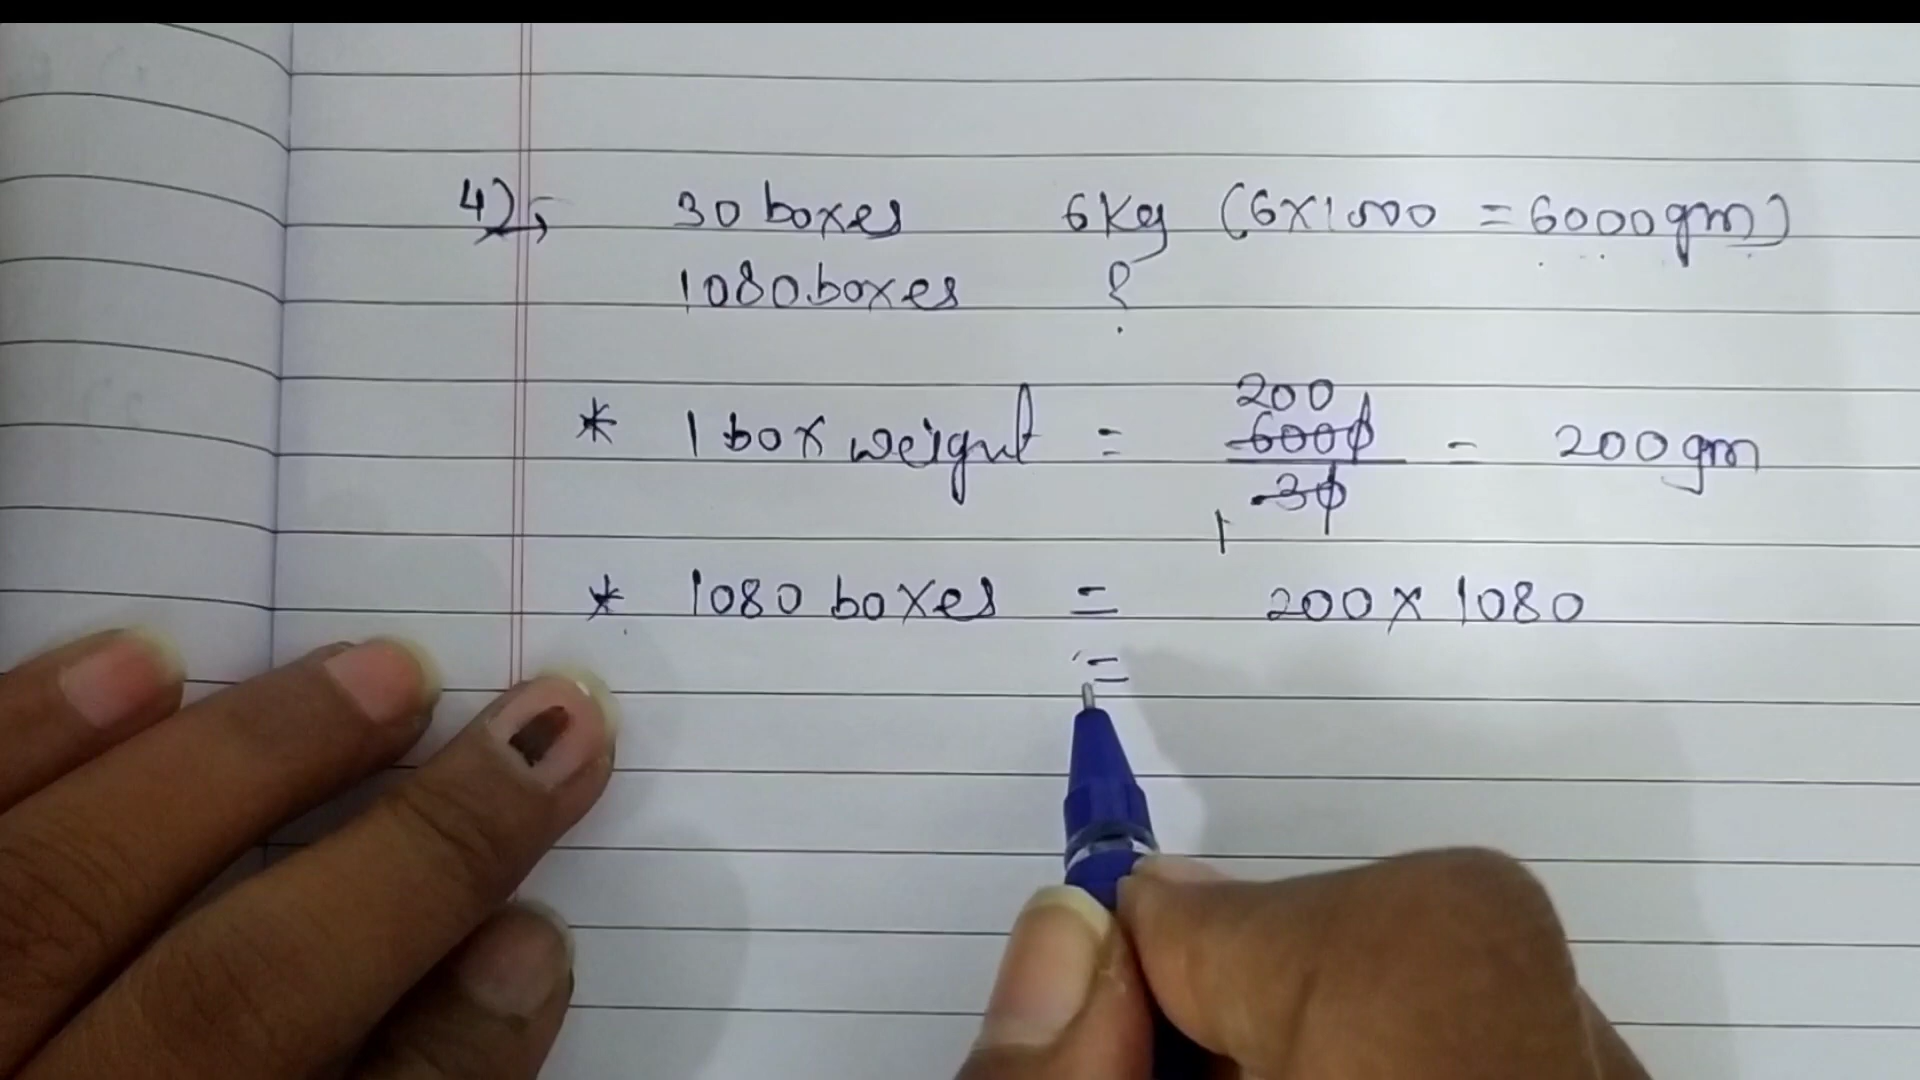 4) 30 boxes 6Kg (6x1000 = 6000gm)
1080 boxes ?
* 1 box weight = 6000/30 200 1 - 200gm
* 1080 boxes = 200 x 1080
=